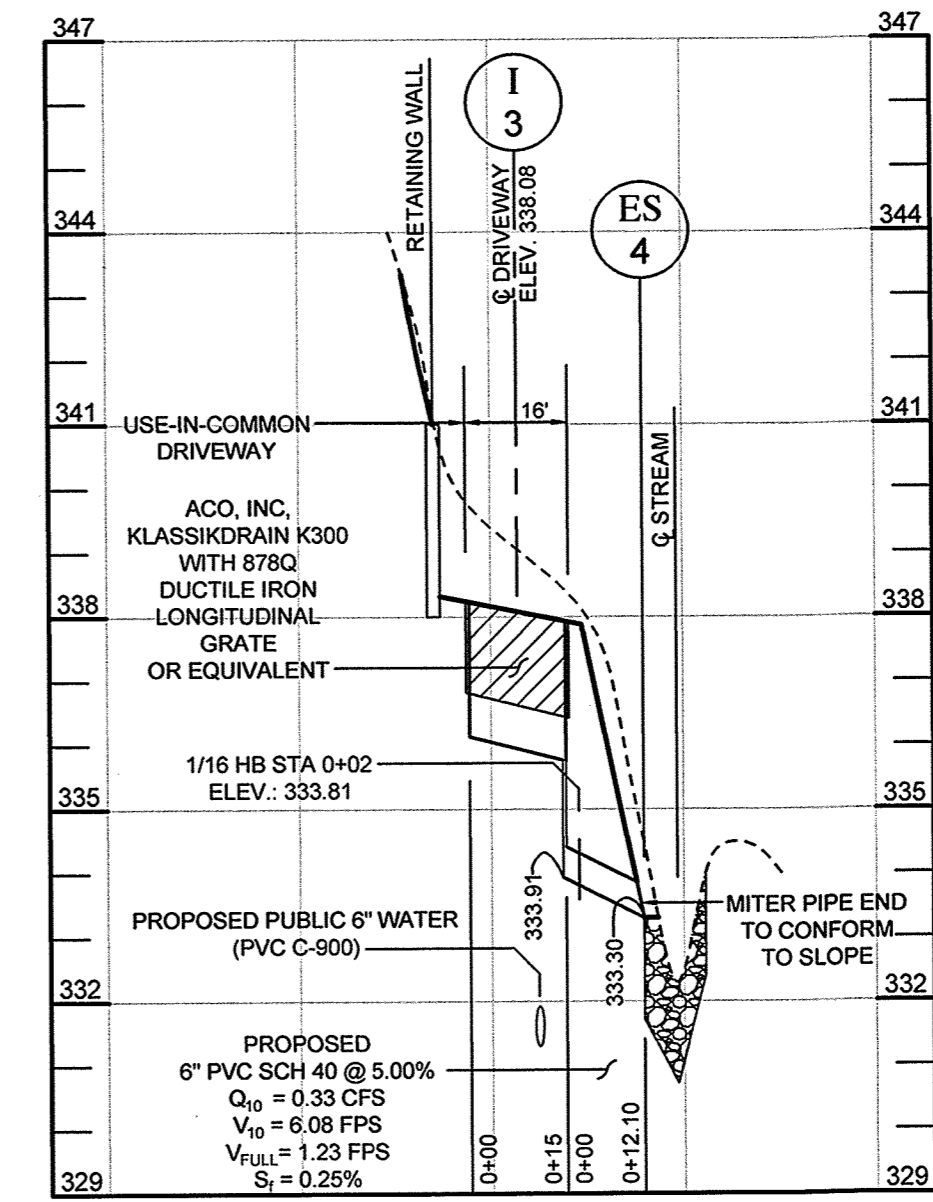 347
347
I
3
RETAINING WALL
℄ DRIVEWAY
ELEV. 338.08
ES
4
344
344
341
341
USE-IN-COMMON
DRIVEWAY
16'
℄ STREAM
ACO, INC,
KLASSIKDRAIN K300
WITH 878Q
DUCTILE IRON
LONGITUDINAL
GRATE
OR EQUIVALENT
338
338
1/16 HB STA 0+02
ELEV.: 333.81
335
335
333.91
333.30
MITER PIPE END
TO CONFORM
TO SLOPE
PROPOSED PUBLIC 6" WATER
(PVC C-900)
332
332
PROPOSED
6" PVC SCH 40 @ 5.00%
Q10 = 0.33 CFS
V10 = 6.08 FPS
VFULL= 1.23 FPS
Sf = 0.25%
0+00
0+15
0+00
0+12.10
329
329